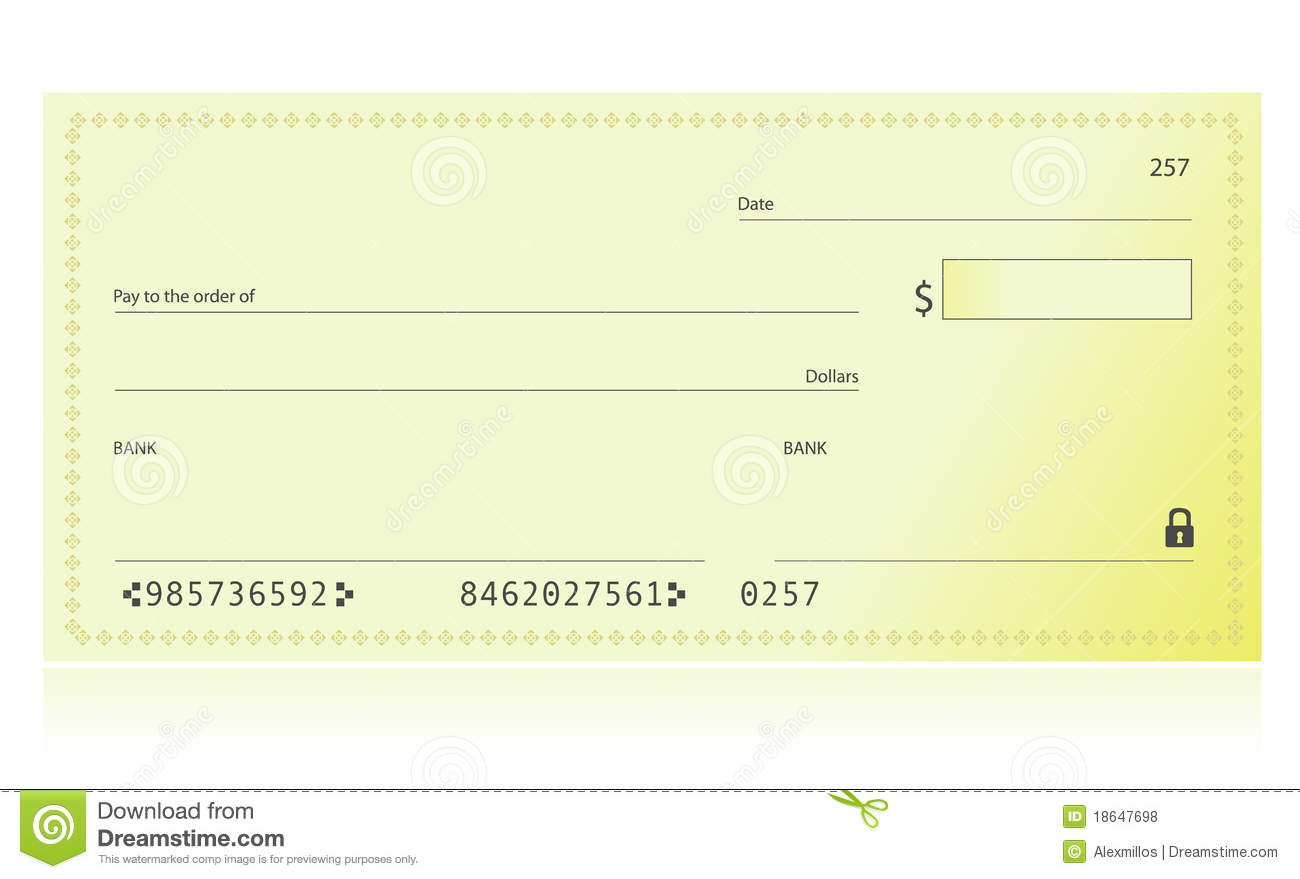 257
Date
Pay to the order of
$
Dollars
BANK BANK
985736592 8462027561 0257
dreamstime
Download from
Dreamstime.com
This watermarked comp image is for previewing purposes only.
ID 18647698
© Alexmillos | Dreamstime.com